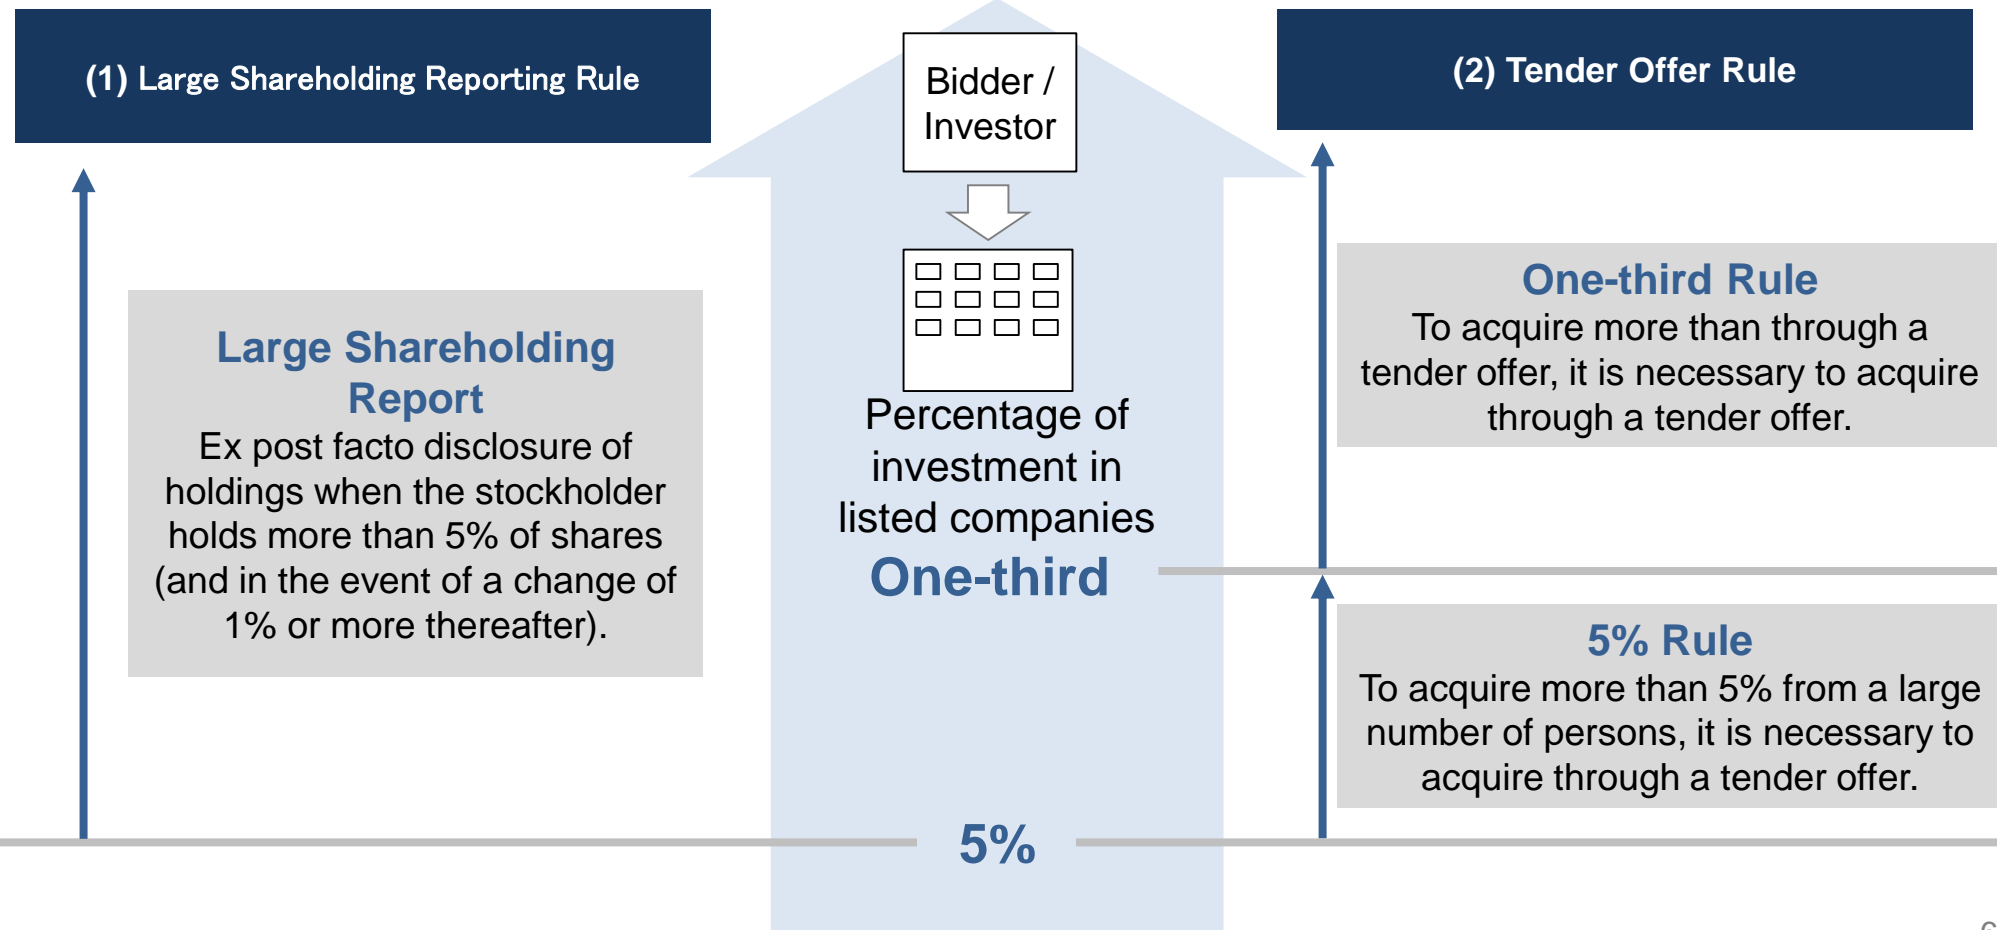 (1) Large Shareholding Reporting Rule
Large Shareholding
Report
Ex post facto disclosure of
holdings when the stockholder
holds more than 5% of shares
(and in the event of a change of
1% or more thereafter).
Bidder /
Investor
Percentage of
investment in
listed companies
One-third
5%
(2) Tender Offer Rule
One-third Rule
To acquire more than through a
tender offer, it is necessary to acquire
through a tender offer.
5% Rule
To acquire more than 5% from a large
number of persons, it is necessary to
acquire through a tender offer.